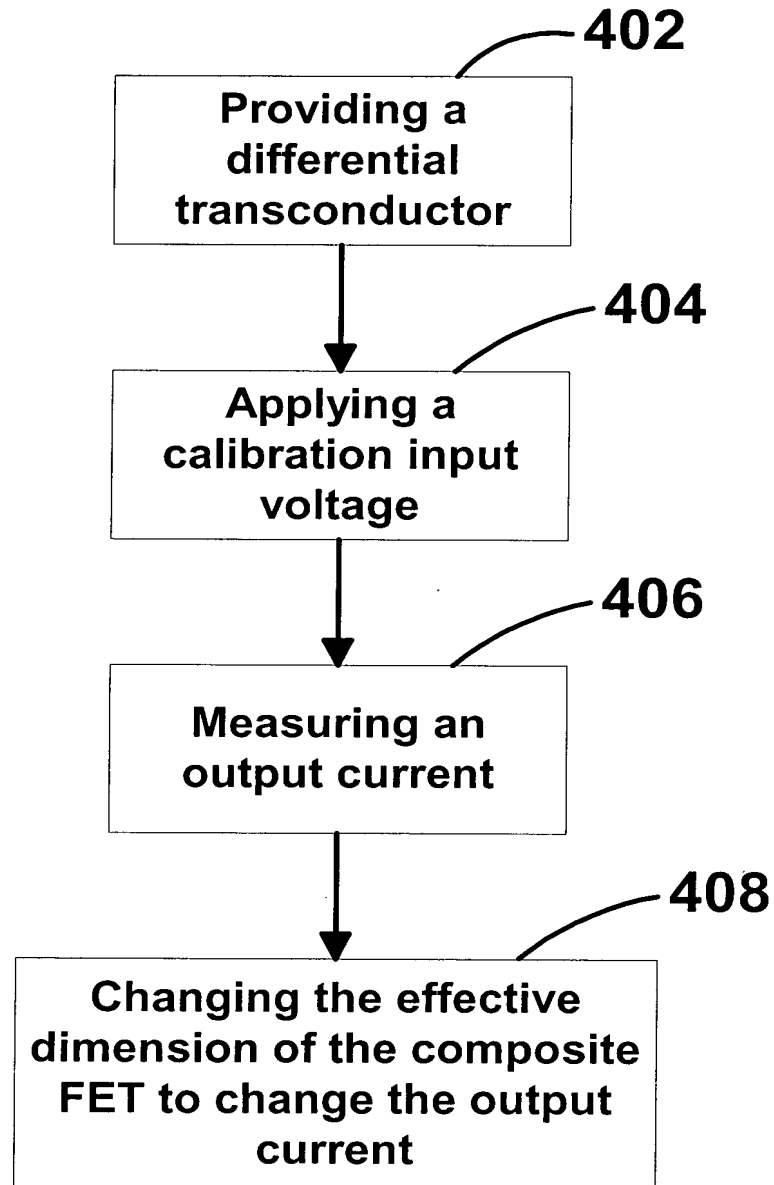 402
Providing a
differential
transconductor
404
Applying a
calibration input
voltage
406
Measuring an
output current
408
Changing the effective
dimension of the composite
FET to change the output
current